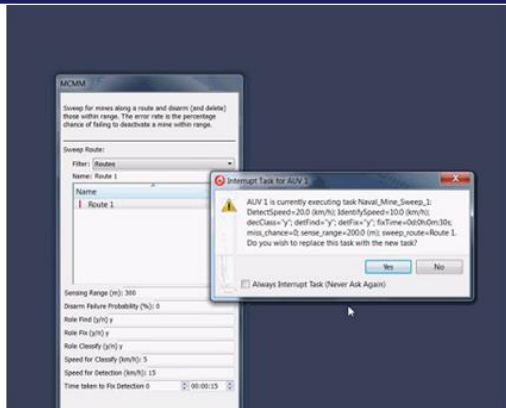 MCMM
Sweep for mines along a route and disarm (and delete)
those within range. The error rate is the percentage
chance of failing to deactivate a mine within range.
Sweep Route:
Filter: Routes
Name: Route 1
Name
Route 1
Sensing Range (m): 300
Disarm Failure Probability (%): 0
Role Find (y/n) y
Role Fix (y/n) y
Role Classify (y/n) y
Speed for Classify (km/h): 5
Speed for Detection (km/h): 15
Time taken to Fix Detection 0 00:00:15
Interrupt Task for AUV 1
AUV 1 is currently executing task Naval_Mine_Sweep_1:
DetectSpeed=20.0 (km/h); IdentifySpeed=10.0 (km/h);
decClass="y"; detFind="y"; detFix="y"; fixTime=0d:0h:0m:30s;
miss_chance=0; sense_range=200.0 (m); sweep_route=Route 1.
Do you wish to replace this task with the new task?
Yes No
Always Interrupt Task (Never Ask Again)